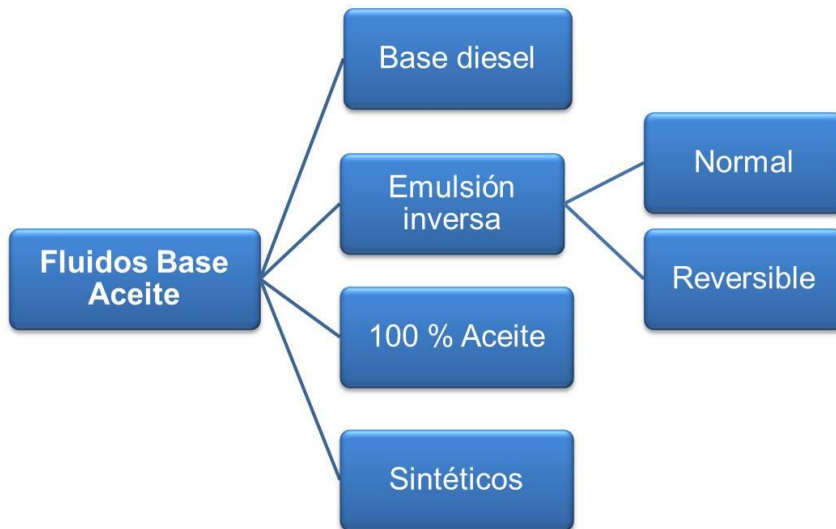 Fluidos Base
Aceite
Base diesel
Emulsión
inversa
100 % Aceite
Sintéticos
Normal
Reversible